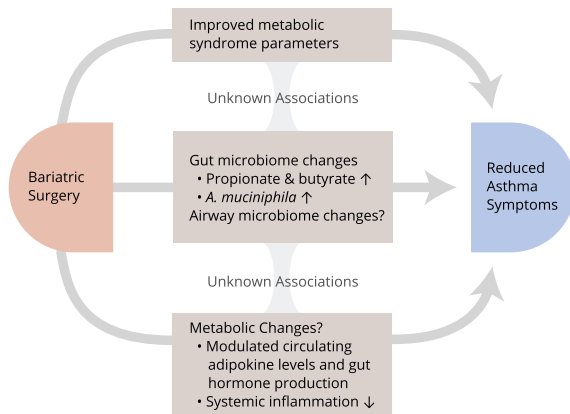 Improved metabolic
syndrome parameters
Unknown Associations
Bariatric
Surgery
Gut microbiome changes
• Propionate & butyrate ↑
• A. muciniphila ↑
Airway microbiome changes?
Reduced
Asthma
Symptoms
Unknown Associations
Metabolic Changes?
• Modulated circulating
adipokine levels and gut
hormone production
• Systemic inflammation ↓